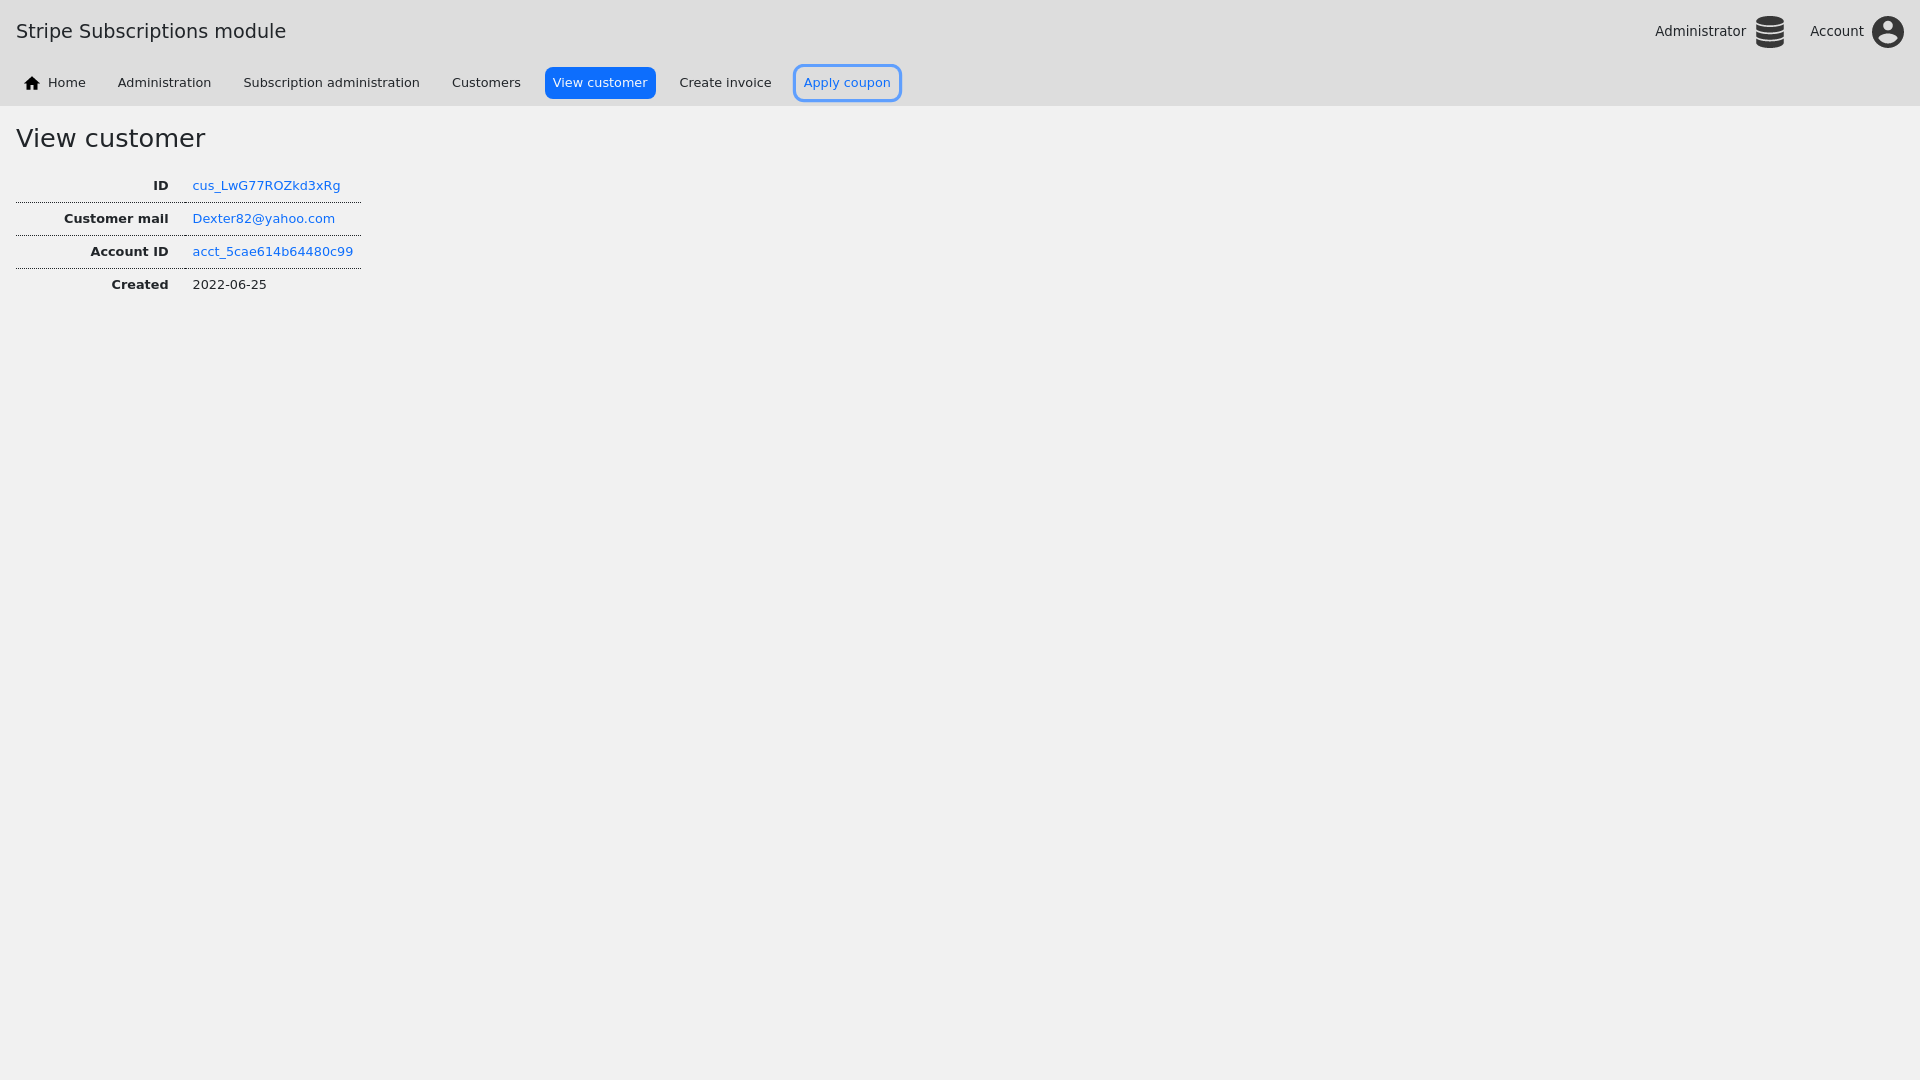 Stripe Subscriptions module
Administrator
Account
Home
Administration
Subscription administration
Customers
View customer
Create invoice
Apply coupon
View customer
ID cus_LwG77ROZkd3xRg
Customer mail Dexter82@yahoo.com
Account ID acct_5cae614b64480c99
Created 2022-06-25